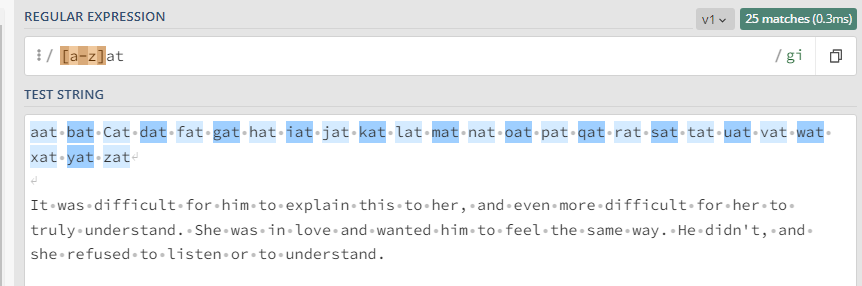 REGULAR EXPRESSION
v1
25 matches (0.3ms)
/ [a-z]at
/ gi
TEST STRING
aat bat Cat dat fat gat hat iat jat kat lat mat nat oat pat qat rat sat tat uat vat wat
xat yat zat
It was difficult for him to explain this to her, and even more difficult for her to
truly understand. She was in love and wanted him to feel the same way. He didn't, and
she refused to listen or to understand.